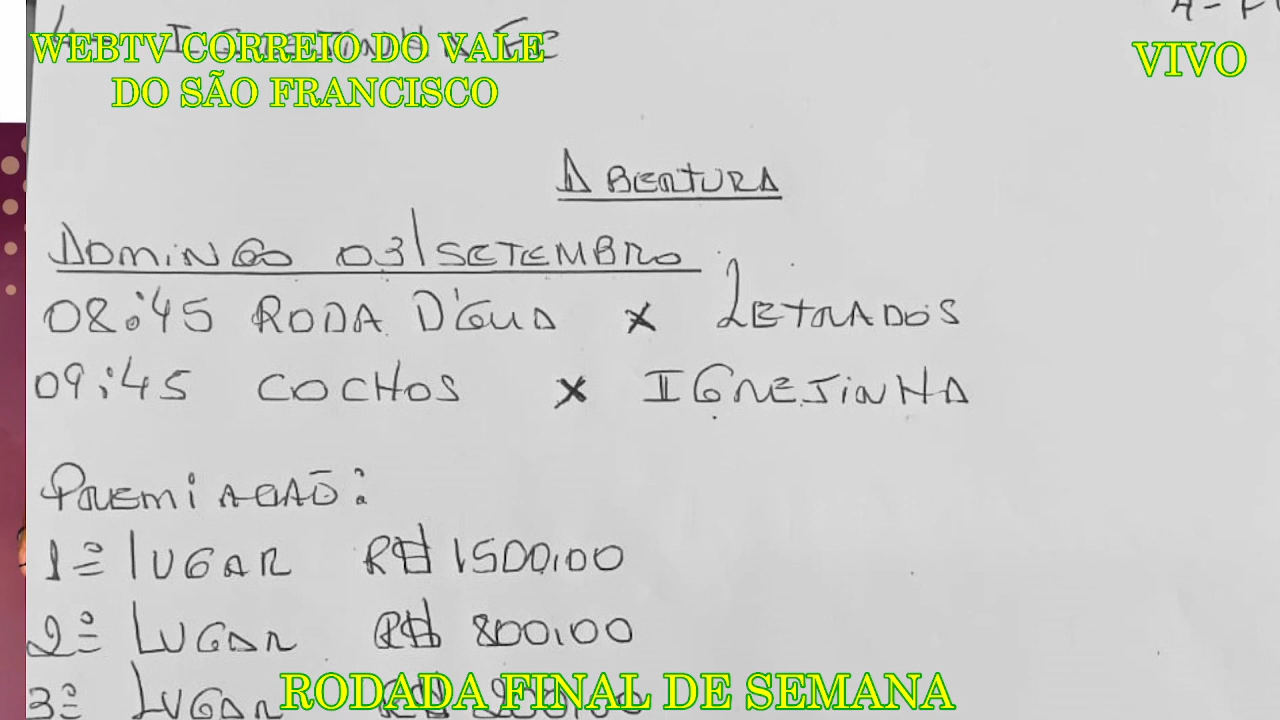 WEBTV CORREIO DO VALE
DO SÃO FRANCISCO
VIVO
ABERTURA
DOMINGO 03/SETEMBRO
08:45 RODA D'GUA X LETRADOS
09:45 COCHOS X IGREJINHA
PREMIAÇÃO:
1º LUGAR R$ 1500,00
2º LUGAR R$ 800,00
3º LUGAR R$
RODADA FINAL DE SEMANA